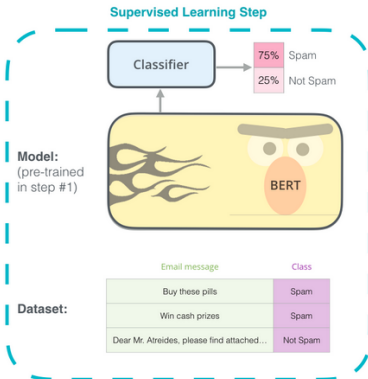 Supervised Learning Step
Classifier
75% Spam
25% Not Spam
Model:
(pre-trained
in step #1)
BERT
Email message Class
Dataset:
Buy these pills Spam
Win cash prizes Spam
Dear Mr. Atreides, please find attached... Not Spam